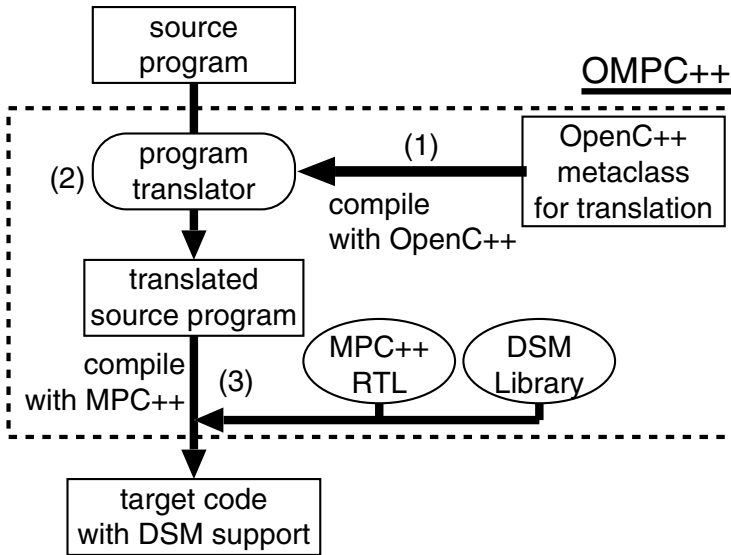 source
program
OMPC++
(1)
OpenC++
metaclass
for translation
(2)
program
translator
compile
with OpenC++
translated
source program
compile
with MPC++
(3)
MPC++
RTL
DSM
Library
target code
with DSM support